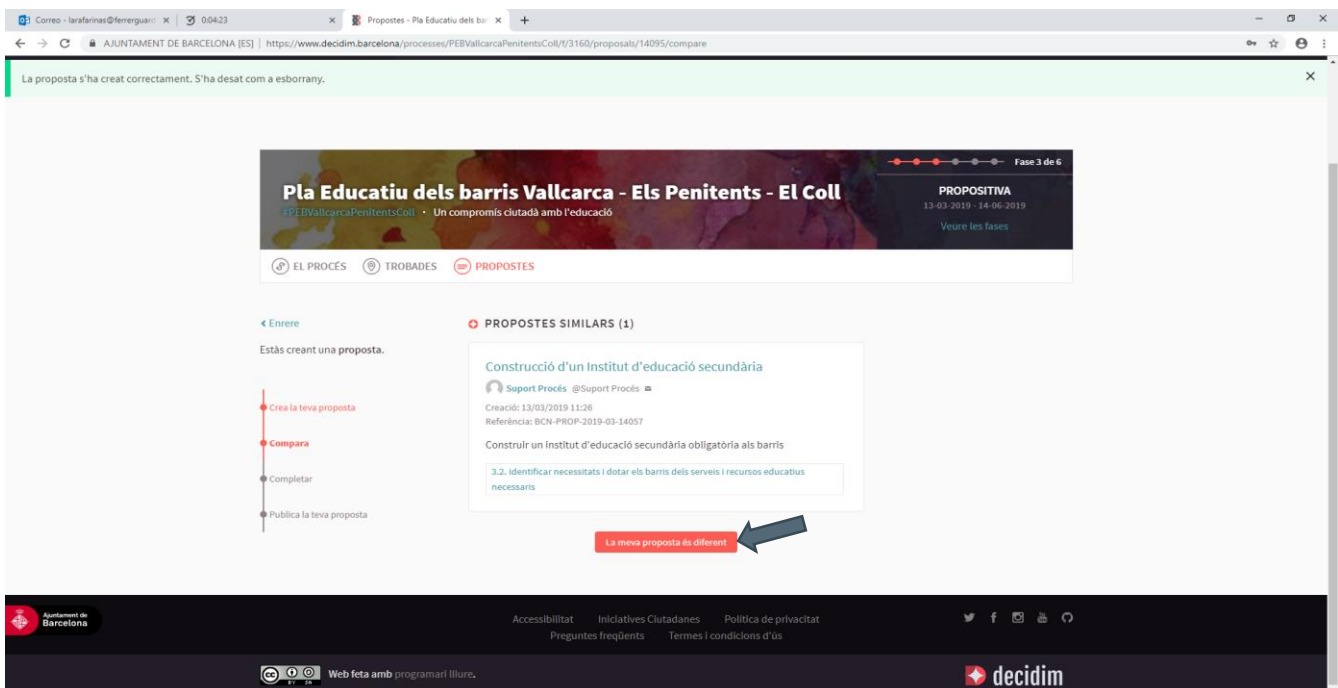 Correo - larafarinas@ferrerguard
0:04:23
Propostes - Pla Educatiu dels bar
AJUNTAMENT DE BARCELONA [ES] | https://www.decidim.barcelona/processes/PEBVallcarcaPenitentsColl/f/3160/proposals/14095/compare
La proposta s'ha creat correctament. S'ha desat com a esborrany.
Fase 3 de 6
Pla Educatiu dels barris Vallcarca - Els Penitents - El Coll
#PEBVallcarcaPenitentsColl · Un compromís ciutadà amb l'educació
PROPOSITIVA
13-03-2019 - 14-06-2019
Veure les fases
EL PROCÉS TROBADES PROPOSTES
Enrere
Estàs creant una proposta.
Crea la teva proposta
Compara
Completar
Publica la teva proposta
PROPOSTES SIMILARS (1)
Construcció d'un Institut d'educació secundària
Suport Procés @Suport Procés
Creació: 13/03/2019 11:26
Referència: BCN-PROP-2019-03-14057
Construir un Institut d'educació secundària obligatòria als barris
3.2. Identificar necessitats i dotar els barris dels serveis i recursos educatius
necessaris
La meva proposta és diferent
Ajuntament de
Barcelona
Accessibilitat Iniciatives Ciutadanes Política de privacitat
Preguntes freqüents Termes i condicions d'ús
BY SA
Web feta amb programari lliure.
decidim